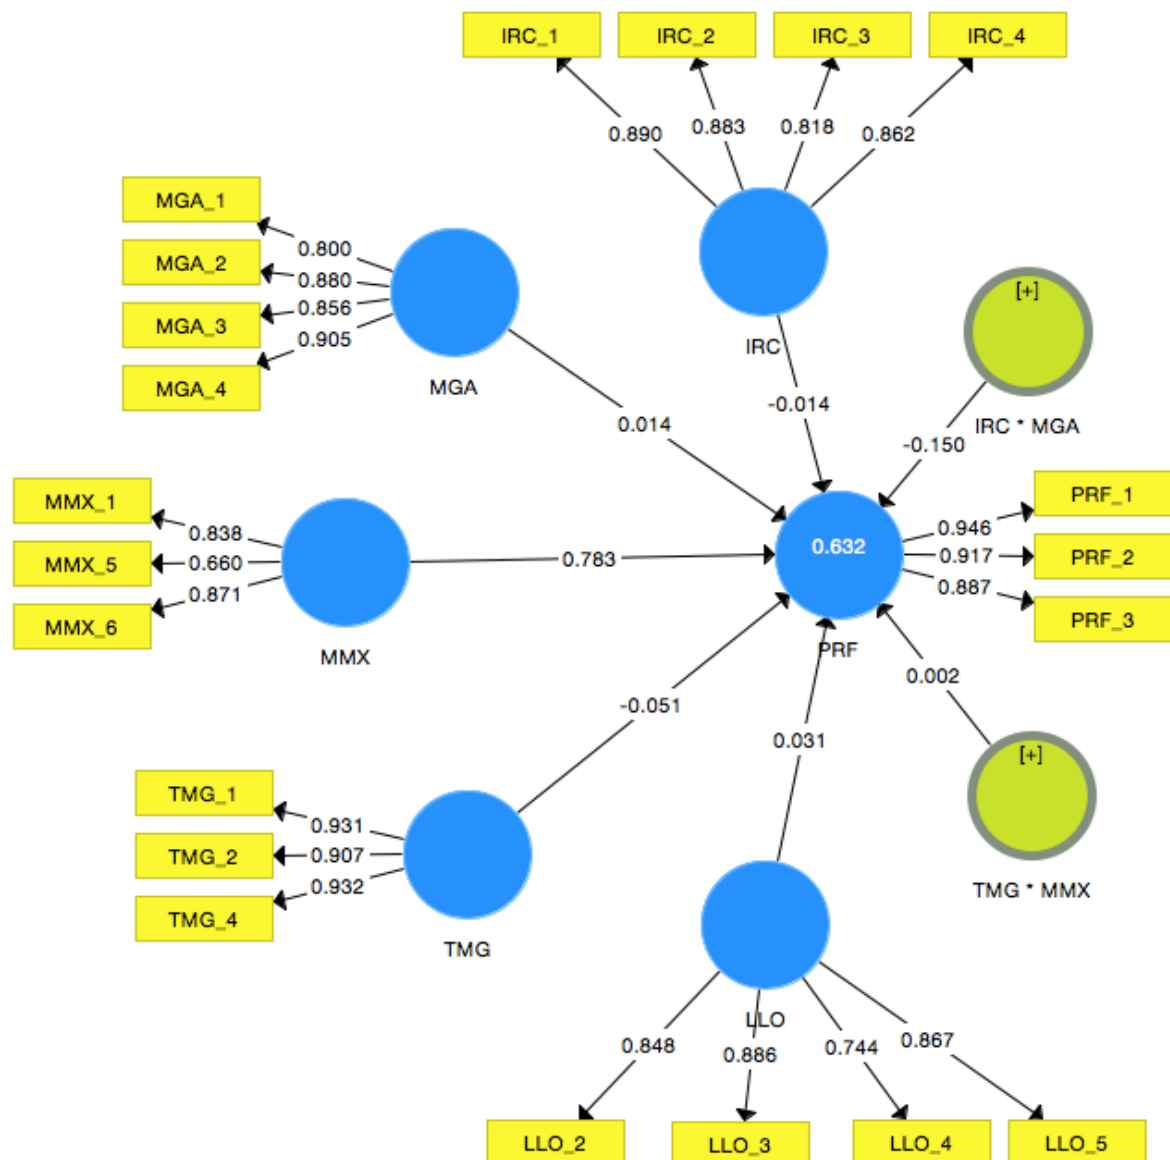 IRC_1
IRC_2
IRC_3
IRC_4
0.890
0.883
0.818
0.862
MGA_1
MGA_2
MGA_3
MGA_4
0.800
0.880
0.856
0.905
MGA
IRC
[+]
IRC * MGA
0.014
-0.014
-0.150
MMX_1
MMX_5
MMX_6
0.838
0.660
0.871
MMX
0.783
0.632
PRF
0.946
0.917
0.887
PRF_1
PRF_2
PRF_3
-0.051
0.031
0.002
[+]
TMG * MMX
TMG_1
TMG_2
TMG_4
0.931
0.907
0.932
TMG
LLO
0.848
0.886
0.744
0.867
LLO_2
LLO_3
LLO_4
LLO_5